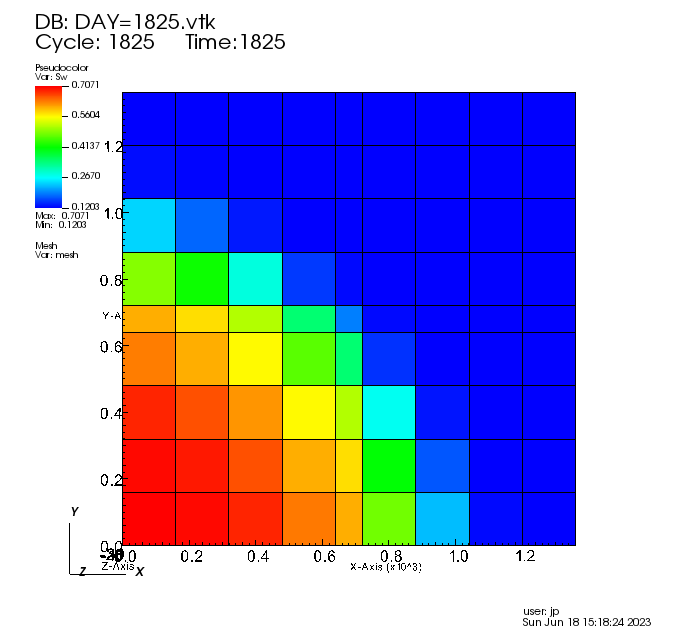 DB: DAY=1825.vtk
Cycle: 1825 Time:1825
Pseudocolor
Var: Sw
0.7071
0.5604
0.4137
0.2670
0.1203
Max: 0.7071
Min: 0.1203
Mesh
Var: mesh
1.2
1.0
0.8
Y-A
0.6
0.4
0.2
0.0
0.0 0.2 0.4 0.6 0.8 1.0 1.2
Z-Axis
X-Axis (x10^3)
Y
Z X
user: jp
Sun Jun 18 15:18:24 2023